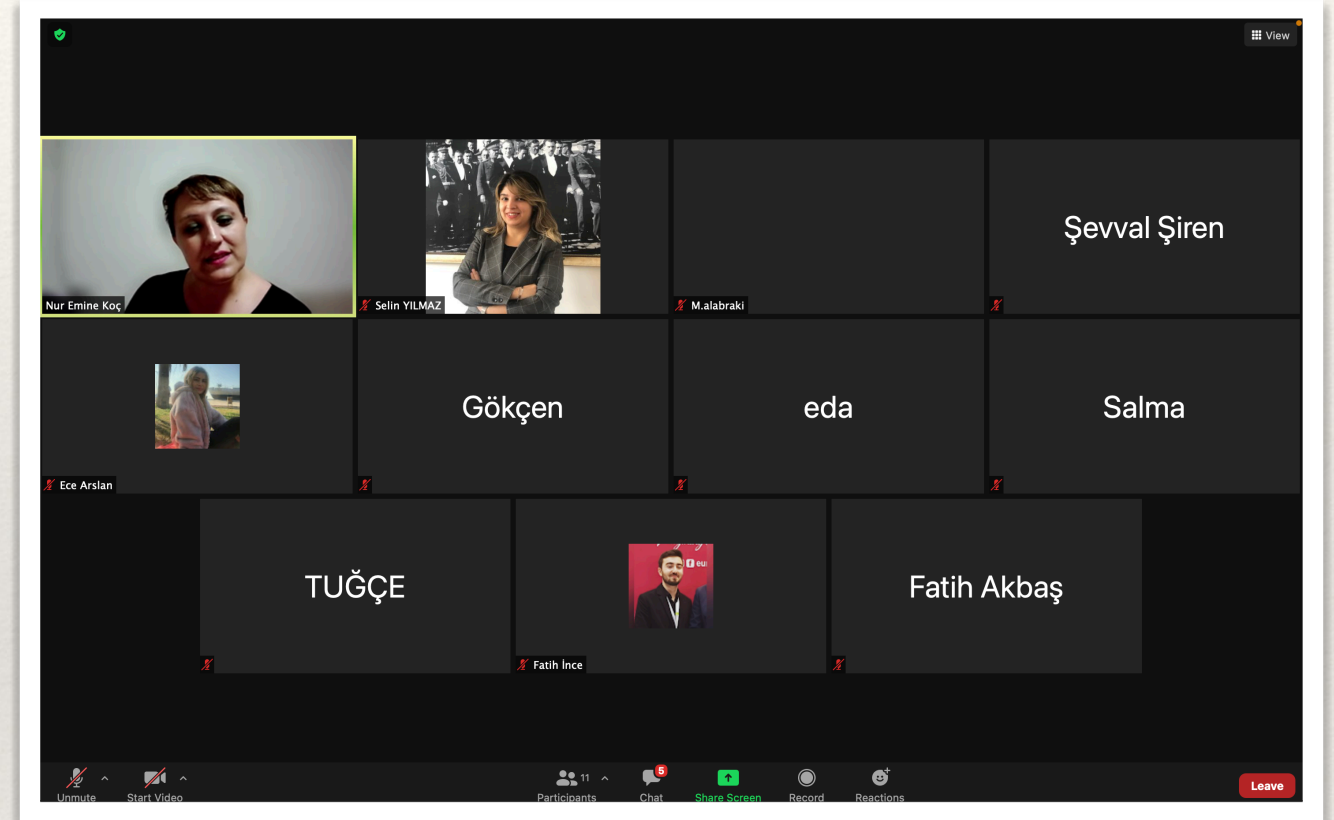 View
Nur Emine Koç
Selin YILMAZ
M.alabraki
Şevval Şiren
Ece Arslan
Gökçen
eda
Salma
TUĞÇE
f eu
Fatih İnce
Fatih Akbaş
Unmute
Start Video
11
Participants
5
Chat
Share Screen
Record
Reactions
Leave